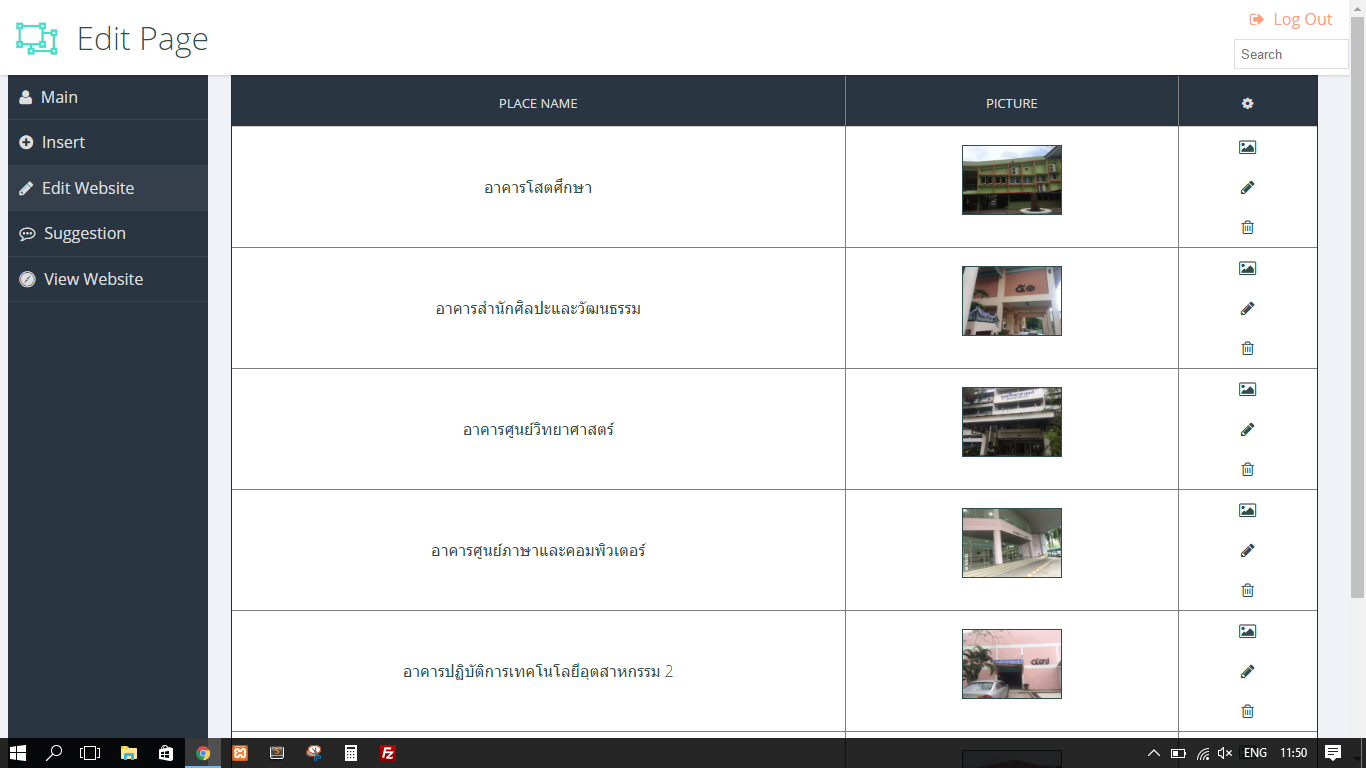 Edit Page
Log Out
Search
Main
Insert
Edit Website
Suggestion
View Website
PLACE NAME
PICTURE
อาคารโสตศึกษา
อาคารสำนักศิลปะและวัฒนธรรม
๕๑
อาคารศูนย์วิทยาศาสตร์
อาคารศูนย์ภาษาและคอมพิวเตอร์
อาคารปฏิบัติการเทคโนโลยีอุตสาหกรรม 2
ENG
11:50